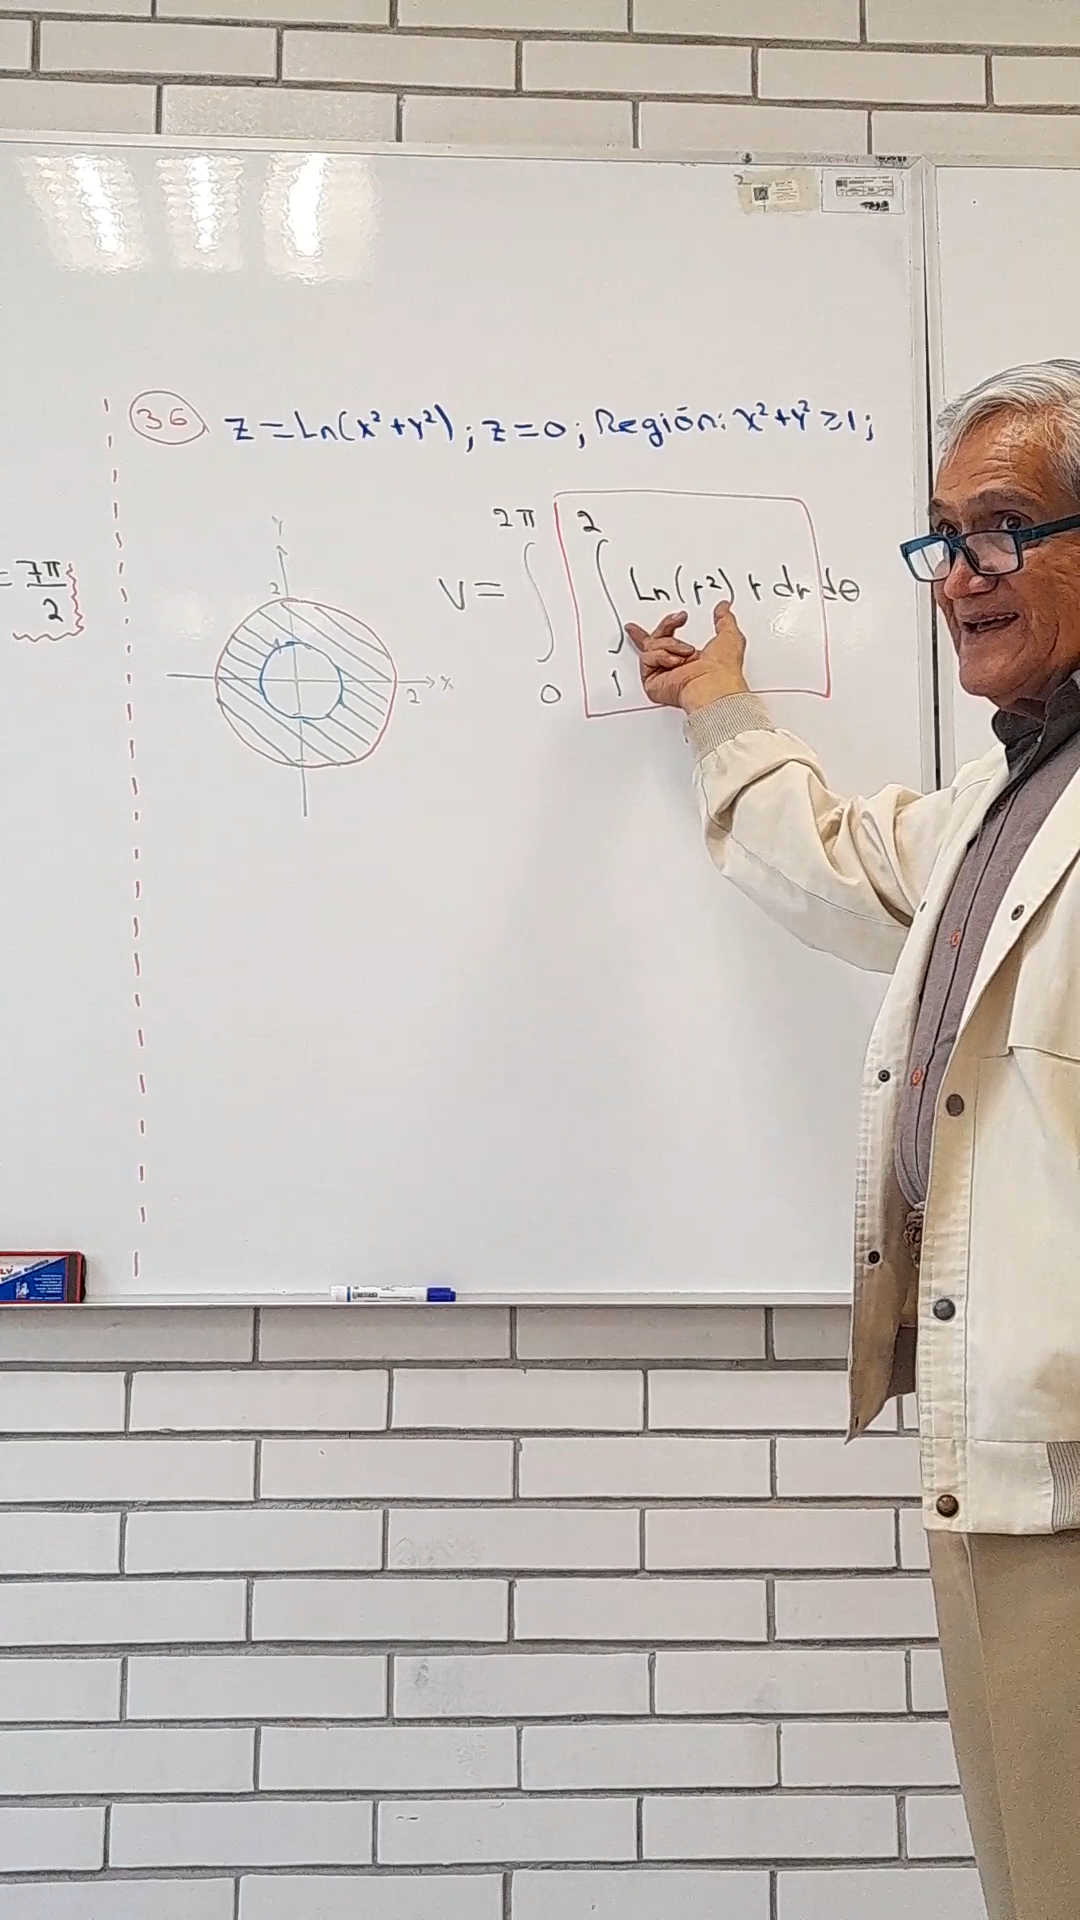 36 z=Ln(x²+y²); z=0; Región: x²+y²≥1;
= 7π/2
Y
2
1
X
2
V = ∫₀^2π ∫₁^2 Ln(r²) r dr dθ